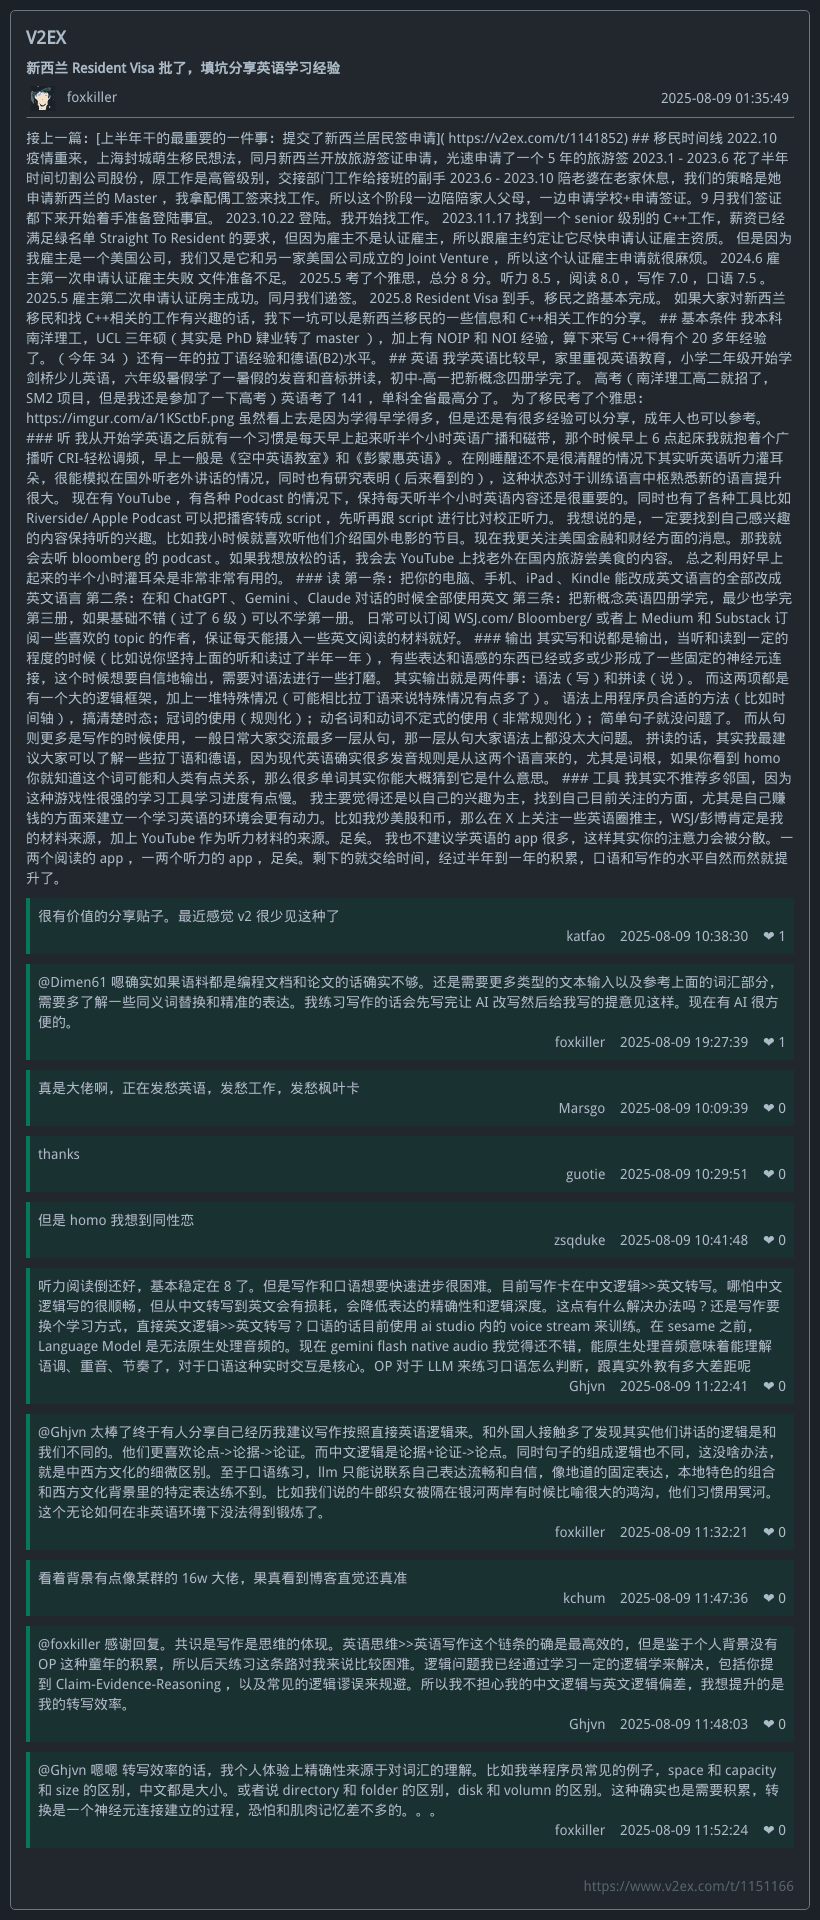 V2EX
新西兰 Resident Visa 批了，填坑分享英语学习经验
foxkiller 2025-08-09 01:35:49
接上一篇：[上半年干的最重要的一件事：提交了新西兰居民签申请]( https://v2ex.com/t/1141852) ## 移民时间线 2022.10
疫情重来，上海封城萌生移民想法，同月新西兰开放旅游签证申请，光速申请了一个 5 年的旅游签 2023.1 - 2023.6 花了半年
时间切割公司股份，原工作是高管级别，交接部门工作给接班的副手 2023.6 - 2023.10 陪老婆在老家休息，我们的策略是她
申请新西兰的 Master ，我拿配偶工签来找工作。所以这个阶段一边陪陪家人父母，一边申请学校+申请签证。9 月我们签证
都下来开始着手准备登陆事宜。 2023.10.22 登陆。我开始找工作。 2023.11.17 找到一个 senior 级别的 C++工作，薪资已经
满足绿名单 Straight To Resident 的要求，但因为雇主不是认证雇主，所以跟雇主约定让它尽快申请认证雇主资质。 但是因为
我雇主是一个美国公司，我们又是它和另一家美国公司成立的 Joint Venture ，所以这个认证雇主申请就很麻烦。 2024.6 雇
主第一次申请认证雇主失败 文件准备不足。 2025.5 考了个雅思，总分 8 分。听力 8.5 ，阅读 8.0 ，写作 7.0 ，口语 7.5 。
2025.5 雇主第二次申请认证房主成功。同月我们递签。 2025.8 Resident Visa 到手。移民之路基本完成。 如果大家对新西兰
移民和找 C++相关的工作有兴趣的话，我下一坑可以是新西兰移民的一些信息和 C++相关工作的分享。 ## 基本条件 我本科
南洋理工，UCL 三年硕（其实是 PhD 肄业转了 master ），加上有 NOIP 和 NOI 经验，算下来写 C++得有个 20 多年经验
了。（今年 34 ） 还有一年的拉丁语经验和德语(B2)水平。 ## 英语 我学英语比较早，家里重视英语教育，小学二年级开始学
剑桥少儿英语，六年级暑假学了一暑假的发音和音标拼读，初中-高一把新概念四册学完了。 高考（南洋理工高二就招了，
SM2 项目，但是我还是参加了一下高考）英语考了 141 ，单科全省最高分了。 为了移民考了个雅思：
https://imgur.com/a/1KSctbF.png 虽然看上去是因为学得早学得多，但是还是有很多经验可以分享，成年人也可以参考。
### 听 我从开始学英语之后就有一个习惯是每天早上起来听半个小时英语广播和磁带，那个时候早上 6 点起床我就抱着个广
播听 CRI-轻松调频，早上一般是《空中英语教室》和《彭蒙惠英语》。在刚睡醒还不是很清醒的情况下其实听英语听力灌耳
朵，很能模拟在国外听老外讲话的情况，同时也有研究表明（后来看到的），这种状态对于训练语言中枢熟悉新的语言提升
很大。 现在有 YouTube ，有各种 Podcast 的情况下，保持每天听半个小时英语内容还是很重要的。同时也有了各种工具比如
Riverside/ Apple Podcast 可以把播客转成 script ，先听再跟 script 进行比对校正听力。 我想说的是，一定要找到自己感兴趣
的内容保持听的兴趣。比如我小时候就喜欢听他们介绍国外电影的节目。现在我更关注美国金融和财经方面的消息。那我就
会去听 bloomberg 的 podcast 。如果我想放松的话，我会去 YouTube 上找老外在国内旅游尝美食的内容。 总之利用好早上
起来的半个小时灌耳朵是非常非常有用的。 ### 读 第一条：把你的电脑、手机、iPad 、Kindle 能改成英文语言的全部改成
英文语言 第二条：在和 ChatGPT 、Gemini 、Claude 对话的时候全部使用英文 第三条：把新概念英语四册学完，最少也学完
第三册，如果基础不错（过了 6 级）可以不学第一册。 日常可以订阅 WSJ.com/ Bloomberg/ 或者上 Medium 和 Substack 订
阅一些喜欢的 topic 的作者，保证每天能摄入一些英文阅读的材料就好。 ### 输出 其实写和说都是输出，当听和读到一定的
程度的时候（比如说你坚持上面的听和读过了半年一年），有些表达和语感的东西已经或多或少形成了一些固定的神经元连
接，这个时候想要自信地输出，需要对语法进行一些打磨。 其实输出就是两件事：语法（写）和拼读（说）。 而这两项都是
有一个大的逻辑框架，加上一堆特殊情况（可能相比拉丁语来说特殊情况有点多了）。 语法上用程序员合适的方法（比如时
间轴），搞清楚时态；冠词的使用（规则化）；动名词和动词不定式的使用（非常规则化）；简单句子就没问题了。 而从句
则更多是写作的时候使用，一般日常大家交流最多一层从句，那一层从句大家语法上都没太大问题。 拼读的话，其实我最建
议大家可以了解一些拉丁语和德语，因为现代英语确实很多发音规则是从这两个语言来的，尤其是词根，如果你看到 homo
你就知道这个词可能和人类有点关系，那么很多单词其实你能大概猜到它是什么意思。 ### 工具 我其实不推荐多邻国，因为
这种游戏性很强的学习工具学习进度有点慢。 我主要觉得还是以自己的兴趣为主，找到自己目前关注的方面，尤其是自己赚
钱的方面来建立一个学习英语的环境会更有动力。比如我炒美股和币，那么在 X 上关注一些英语圈推主，WSJ/彭博肯定是我
的材料来源，加上 YouTube 作为听力材料的来源。足矣。 我也不建议学英语的 app 很多，这样其实你的注意力会被分散。一
两个阅读的 app ，一两个听力的 app ，足矣。剩下的就交给时间，经过半年到一年的积累，口语和写作的水平自然而然就提
升了。
很有价值的分享贴子。最近感觉 v2 很少见这种了
katfao 2025-08-09 10:38:30 ❤ 1
@Dimen61 嗯确实如果语料都是编程文档和论文的话确实不够。还是需要更多类型的文本输入以及参考上面的词汇部分，
需要多了解一些同义词替换和精准的表达。我练习写作的话会先写完让 AI 改写然后给我写的提意见这样。现在有 AI 很方
便的。
foxkiller 2025-08-09 19:27:39 ❤ 1
真是大佬啊，正在发愁英语，发愁工作，发愁枫叶卡
Marsgo 2025-08-09 10:09:39 ❤ 0
thanks
guotie 2025-08-09 10:29:51 ❤ 0
但是 homo 我想到同性恋
zsqduke 2025-08-09 10:41:48 ❤ 0
听力阅读倒还好，基本稳定在 8 了。但是写作和口语想要快速进步很困难。目前写作卡在中文逻辑>>英文转写。哪怕中文
逻辑写的很顺畅，但从中文转写到英文会有损耗，会降低表达的精确性和逻辑深度。这点有什么解决办法吗？还是写作要
换个学习方式，直接英文逻辑>>英文转写？口语的话目前使用 ai studio 内的 voice stream 来训练。在 sesame 之前，
Language Model 是无法原生处理音频的。现在 gemini flash native audio 我觉得还不错，能原生处理音频意味着能理解
语调、重音、节奏了，对于口语这种实时交互是核心。OP 对于 LLM 来练习口语怎么判断，跟真实外教有多大差距呢
Ghjvn 2025-08-09 11:22:41 ❤ 0
@Ghjvn 太棒了终于有人分享自己经历我建议写作按照直接英语逻辑来。和外国人接触多了发现其实他们讲话的逻辑是和
我们不同的。他们更喜欢论点->论据->论证。而中文逻辑是论据+论证->论点。同时句子的组成逻辑也不同，这没啥办法，
就是中西方文化的细微区别。至于口语练习，llm 只能说联系自己表达流畅和自信，像地道的固定表达，本地特色的组合
和西方文化背景里的特定表达练不到。比如我们说的牛郎织女被隔在银河两岸有时候比喻很大的鸿沟，他们习惯用冥河。
这个无论如何在非英语环境下没法得到锻炼了。
foxkiller 2025-08-09 11:32:21 ❤ 0
看着背景有点像某群的 16w 大佬，果真看到博客直觉还真准
kchum 2025-08-09 11:47:36 ❤ 0
@foxkiller 感谢回复。共识是写作是思维的体现。英语思维>>英语写作这个链条的确是最高效的，但是鉴于个人背景没有
OP 这种童年的积累，所以后天练习这条路对我来说比较困难。逻辑问题我已经通过学习一定的逻辑学来解决，包括你提
到 Claim-Evidence-Reasoning ，以及常见的逻辑谬误来规避。所以我不担心我的中文逻辑与英文逻辑偏差，我想提升的是
我的转写效率。
Ghjvn 2025-08-09 11:48:03 ❤ 0
@Ghjvn 嗯嗯 转写效率的话，我个人体验上精确性来源于对词汇的理解。比如我举程序员常见的例子，space 和 capacity
和 size 的区别，中文都是大小。或者说 directory 和 folder 的区别，disk 和 volumn 的区别。这种确实也是需要积累，转
换是一个神经元连接建立的过程，恐怕和肌肉记忆差不多的。。。
foxkiller 2025-08-09 11:52:24 ❤ 0
https://www.v2ex.com/t/1151166